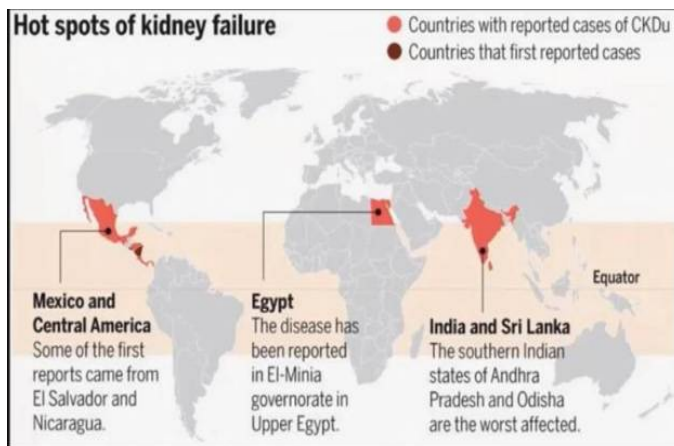 Hot spots of kidney failure
Countries with reported cases of CKDu
Countries that first reported cases
Equator
Mexico and
Central America
Some of the first
reports came from
El Salvador and
Nicaragua.
Egypt
The disease has
been reported
in El-Minia
governorate in
Upper Egypt.
India and Sri Lanka
The southern Indian
states of Andhra
Pradesh and Odisha
are the worst affected.